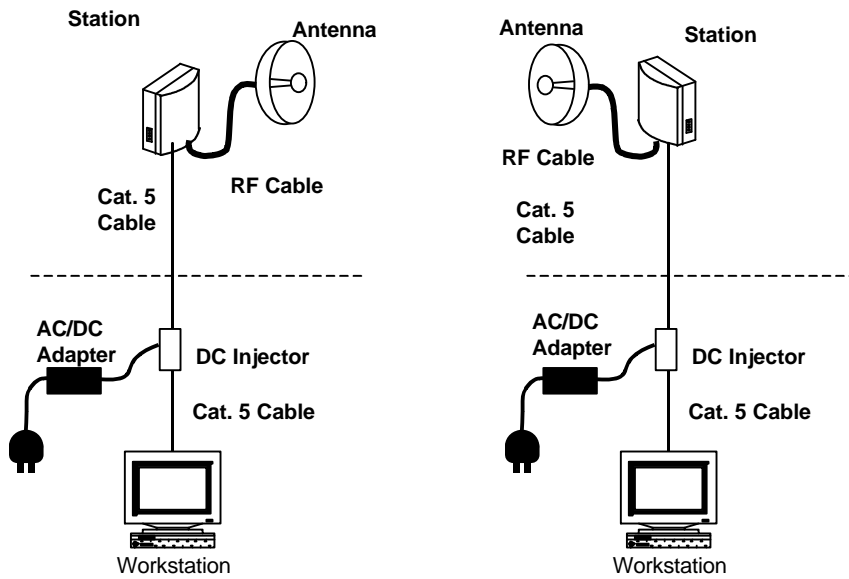 Station
Antenna
RF Cable
Cat. 5
Cable
AC/DC
Adapter
DC Injector
Cat. 5 Cable
Workstation
Antenna
Station
RF Cable
Cat. 5
Cable
AC/DC
Adapter
DC Injector
Cat. 5 Cable
Workstation